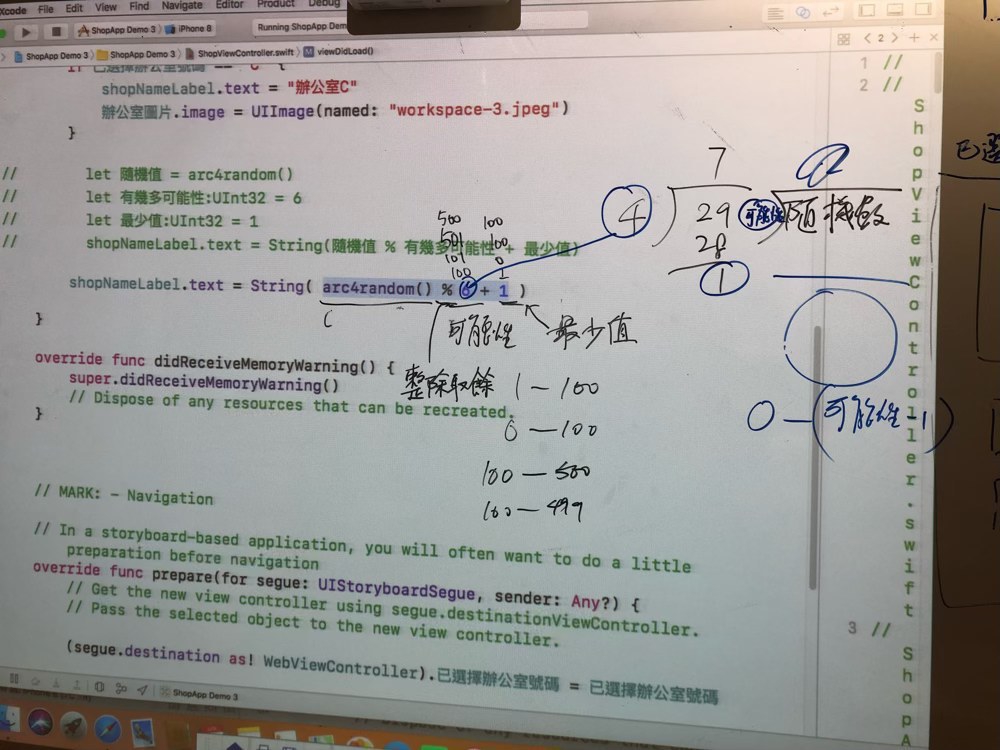 Xcode File Edit View Find Navigate Editor Product Debug
ShopApp Demo 3 iPhone 8
Running ShopApp Demo 3
ShopApp Demo 3 ShopApp Demo 3 ShopViewController.swift viewDidLoad()
shopNameLabel.text = "辦公室C"
辦公室圖片.image = UIImage(named: "workspace-3.jpeg")
}
// let 隨機值 = arc4random()
// let 有幾多可能性:UInt32 = 6
// let 最少值:UInt32 = 1
// shopNameLabel.text = String(隨機值 % 有幾多可能性 + 最少值)
shopNameLabel.text = String( arc4random() % 6 + 1 )
}
override func didReceiveMemoryWarning() {
super.didReceiveMemoryWarning()
// Dispose of any resources that can be recreated.
}
// MARK: - Navigation
// In a storyboard-based application, you will often want to do a little
preparation before navigation
override func prepare(for segue: UIStoryboardSegue, sender: Any?) {
// Get the new view controller using segue.destinationViewController.
// Pass the selected object to the new view controller.
(segue.destination as! WebViewController).已選擇辦公室號碼 = 已選擇辦公室號碼
ShopApp Demo 3
500 100
501 100
101 0
100 1
可能性 最少值
整除取餘 1 — 100
0 — 100
100 — 500
100 — 499
7
4 29
28
1
可能性 隨機數
0 — (可能性 - 1)
2
1 //
2 //
ShopViewController.swift
3 //
ShopA
已選